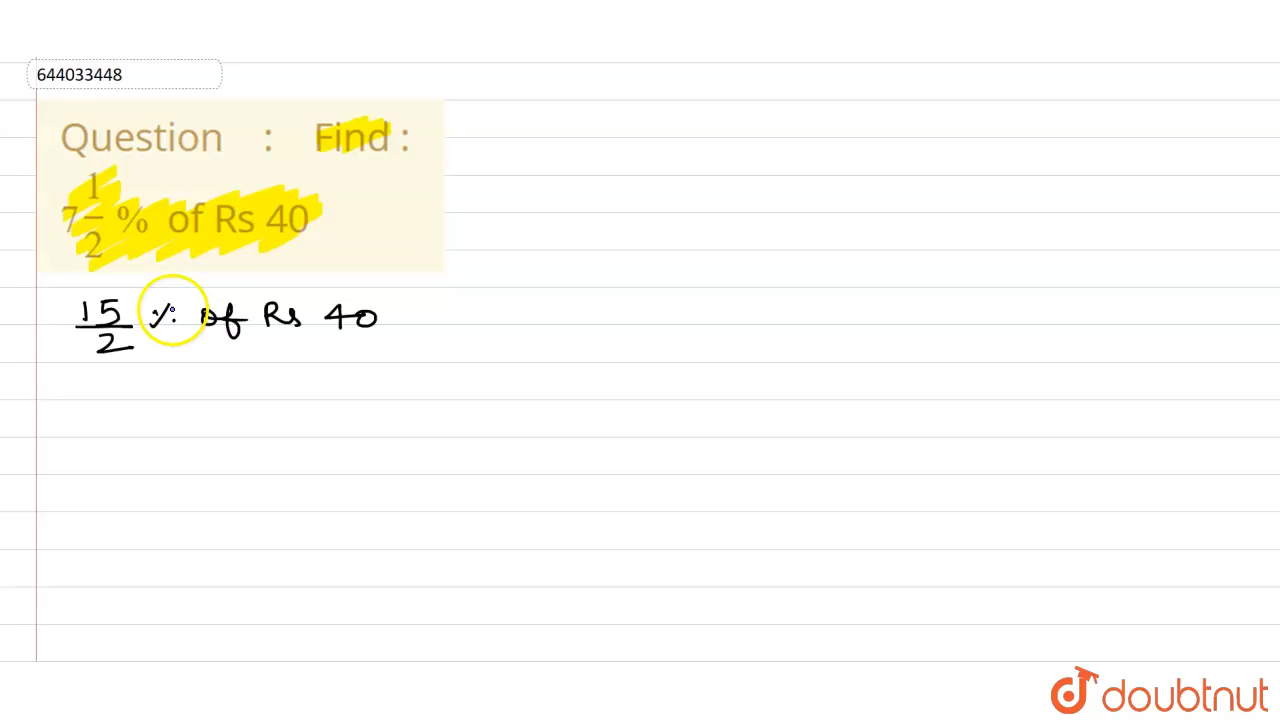 644033448
Question : Find :
7 1/2 % of Rs 40
15/2 % of Rs 40
doubtnut